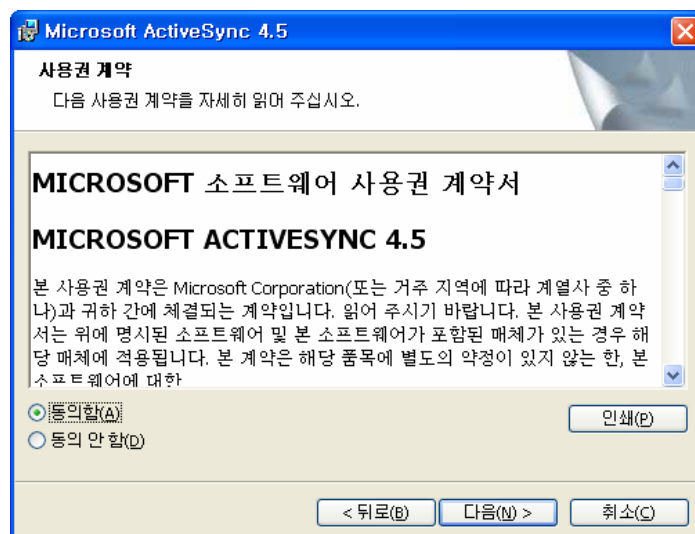 Microsoft ActiveSync 4.5
사용권 계약
다음 사용권 계약을 자세히 읽어 주십시오.
MICROSOFT 소프트웨어 사용권 계약서
MICROSOFT ACTIVESYNC 4.5
본 사용권 계약은 Microsoft Corporation(또는 거주 지역에 따라 계열사 중 하
나)과 귀하 간에 체결되는 계약입니다. 읽어 주시기 바랍니다. 본 사용권 계약
서는 위에 명시된 소프트웨어 및 본 소프트웨어가 포함된 매체가 있는 경우 해
당 매체에 적용됩니다. 본 계약은 해당 품목에 별도의 약정이 있지 않는 한, 본
소프트웨어에 대한
동의함(A)
인쇄(P)
동의 안 함(D)
< 뒤로(B)
다음(N) >
취소(C)